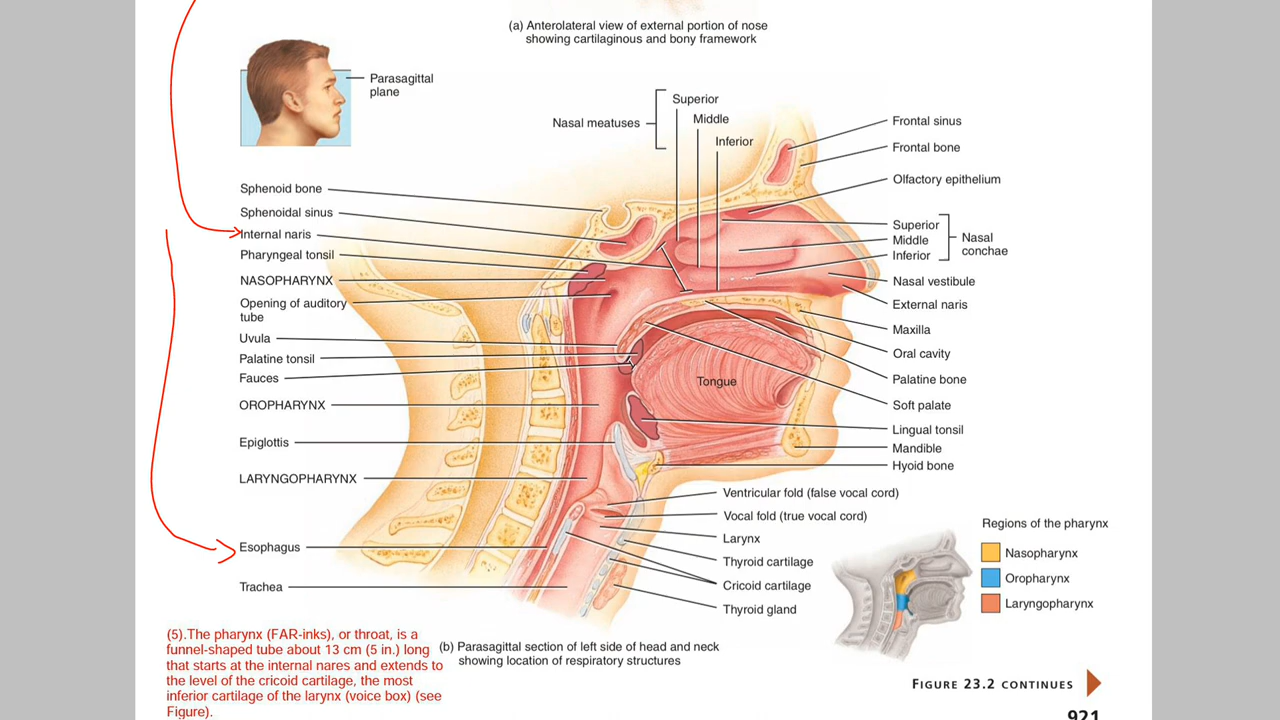 (a) Anterolateral view of external portion of nose
showing cartilaginous and bony framework
Parasagittal
plane
Nasal meatuses
Superior
Middle
Inferior
Sphenoid bone
Sphenoidal sinus
Internal naris
Pharyngeal tonsil
NASOPHARYNX
Opening of auditory
tube
Uvula
Palatine tonsil
Fauces
OROPHARYNX
Epiglottis
LARYNGOPHARYNX
Esophagus
Trachea
Frontal sinus
Frontal bone
Olfactory epithelium
Superior
Middle
Inferior
Nasal
conchae
Nasal vestibule
External naris
Maxilla
Oral cavity
Palatine bone
Soft palate
Lingual tonsil
Mandible
Hyoid bone
Tongue
Ventricular fold (false vocal cord)
Vocal fold (true vocal cord)
Larynx
Thyroid cartilage
Cricoid cartilage
Thyroid gland
Regions of the pharynx
Nasopharynx
Oropharynx
Laryngopharynx
(5).The pharynx (FAR-inks), or throat, is a
funnel-shaped tube about 13 cm (5 in.) long
that starts at the internal nares and extends to
the level of the cricoid cartilage, the most
inferior cartilage of the larynx (voice box) (see
Figure).
(b) Parasagittal section of left side of head and neck
showing location of respiratory structures
FIGURE 23.2 CONTINUES
921